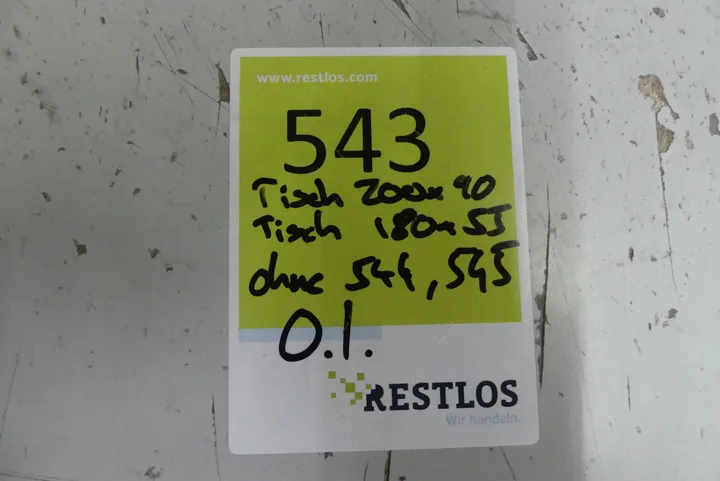 www.restlos.com
543
Tisch 200x90
Tisch 180x55
ohne 544, 545
O.I.
RESTLOS
Wir handeln.